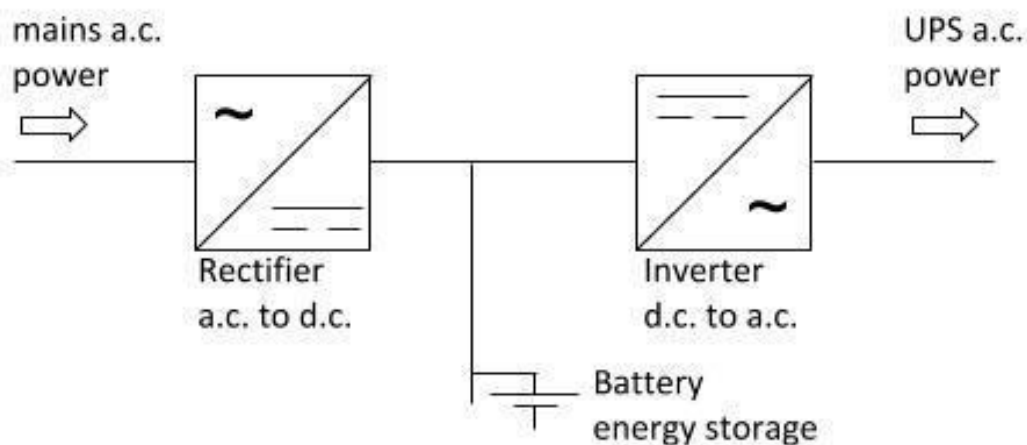 mains a.c.
power
UPS a.c.
power
~
~
Rectifier
a.c. to d.c.
Inverter
d.c. to a.c.
Battery
energy storage